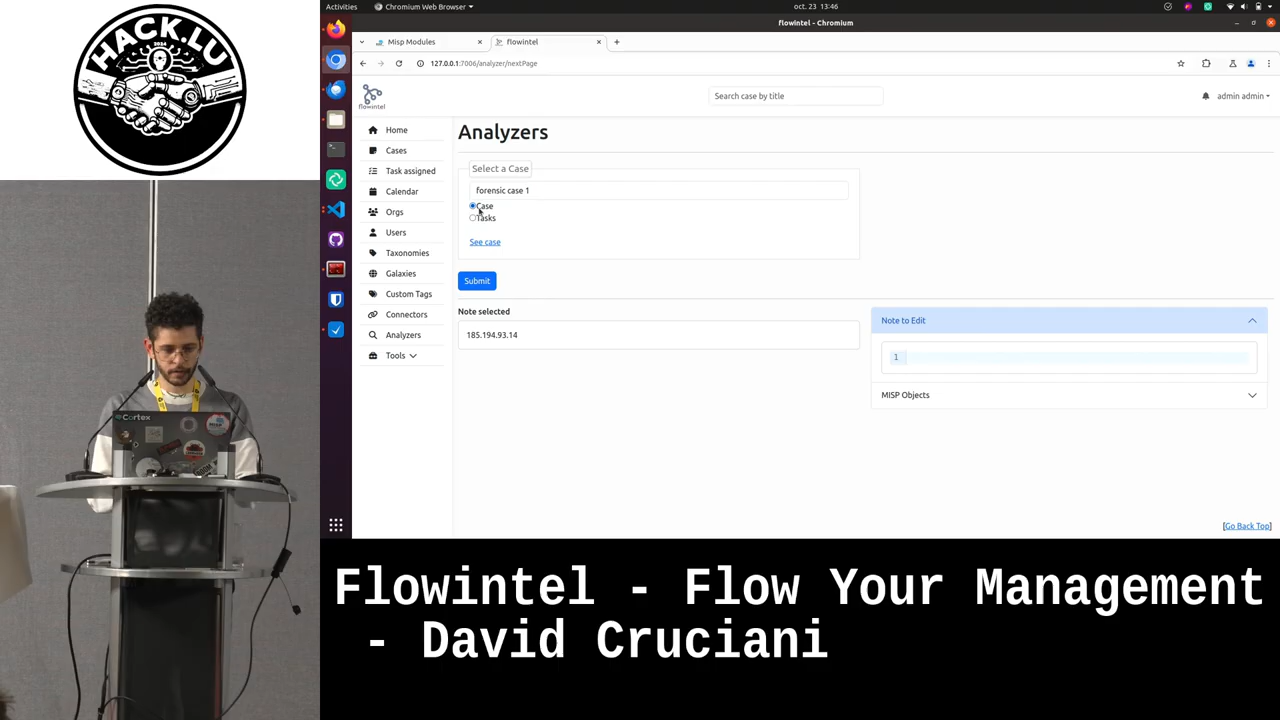 HACK.LU
2024
Cortex
MISP
Activities
Chromium Web Browser
oct. 23 13:46
flowintel - Chromium
Misp Modules
flowintel
127.0.0.1:7006/analyzer/nextPage
flowintel
Search case by title
admin admin
Home
Cases
Task assigned
Calendar
Orgs
Users
Taxonomies
Galaxies
Custom Tags
Connectors
Analyzers
Tools
Analyzers
Select a Case
forensic case 1
Case
Tasks
See case
Submit
Note selected
185.194.93.14
Note to Edit
1
MISP Objects
[Go Back Top]
Flowintel - Flow Your Management
- David Cruciani